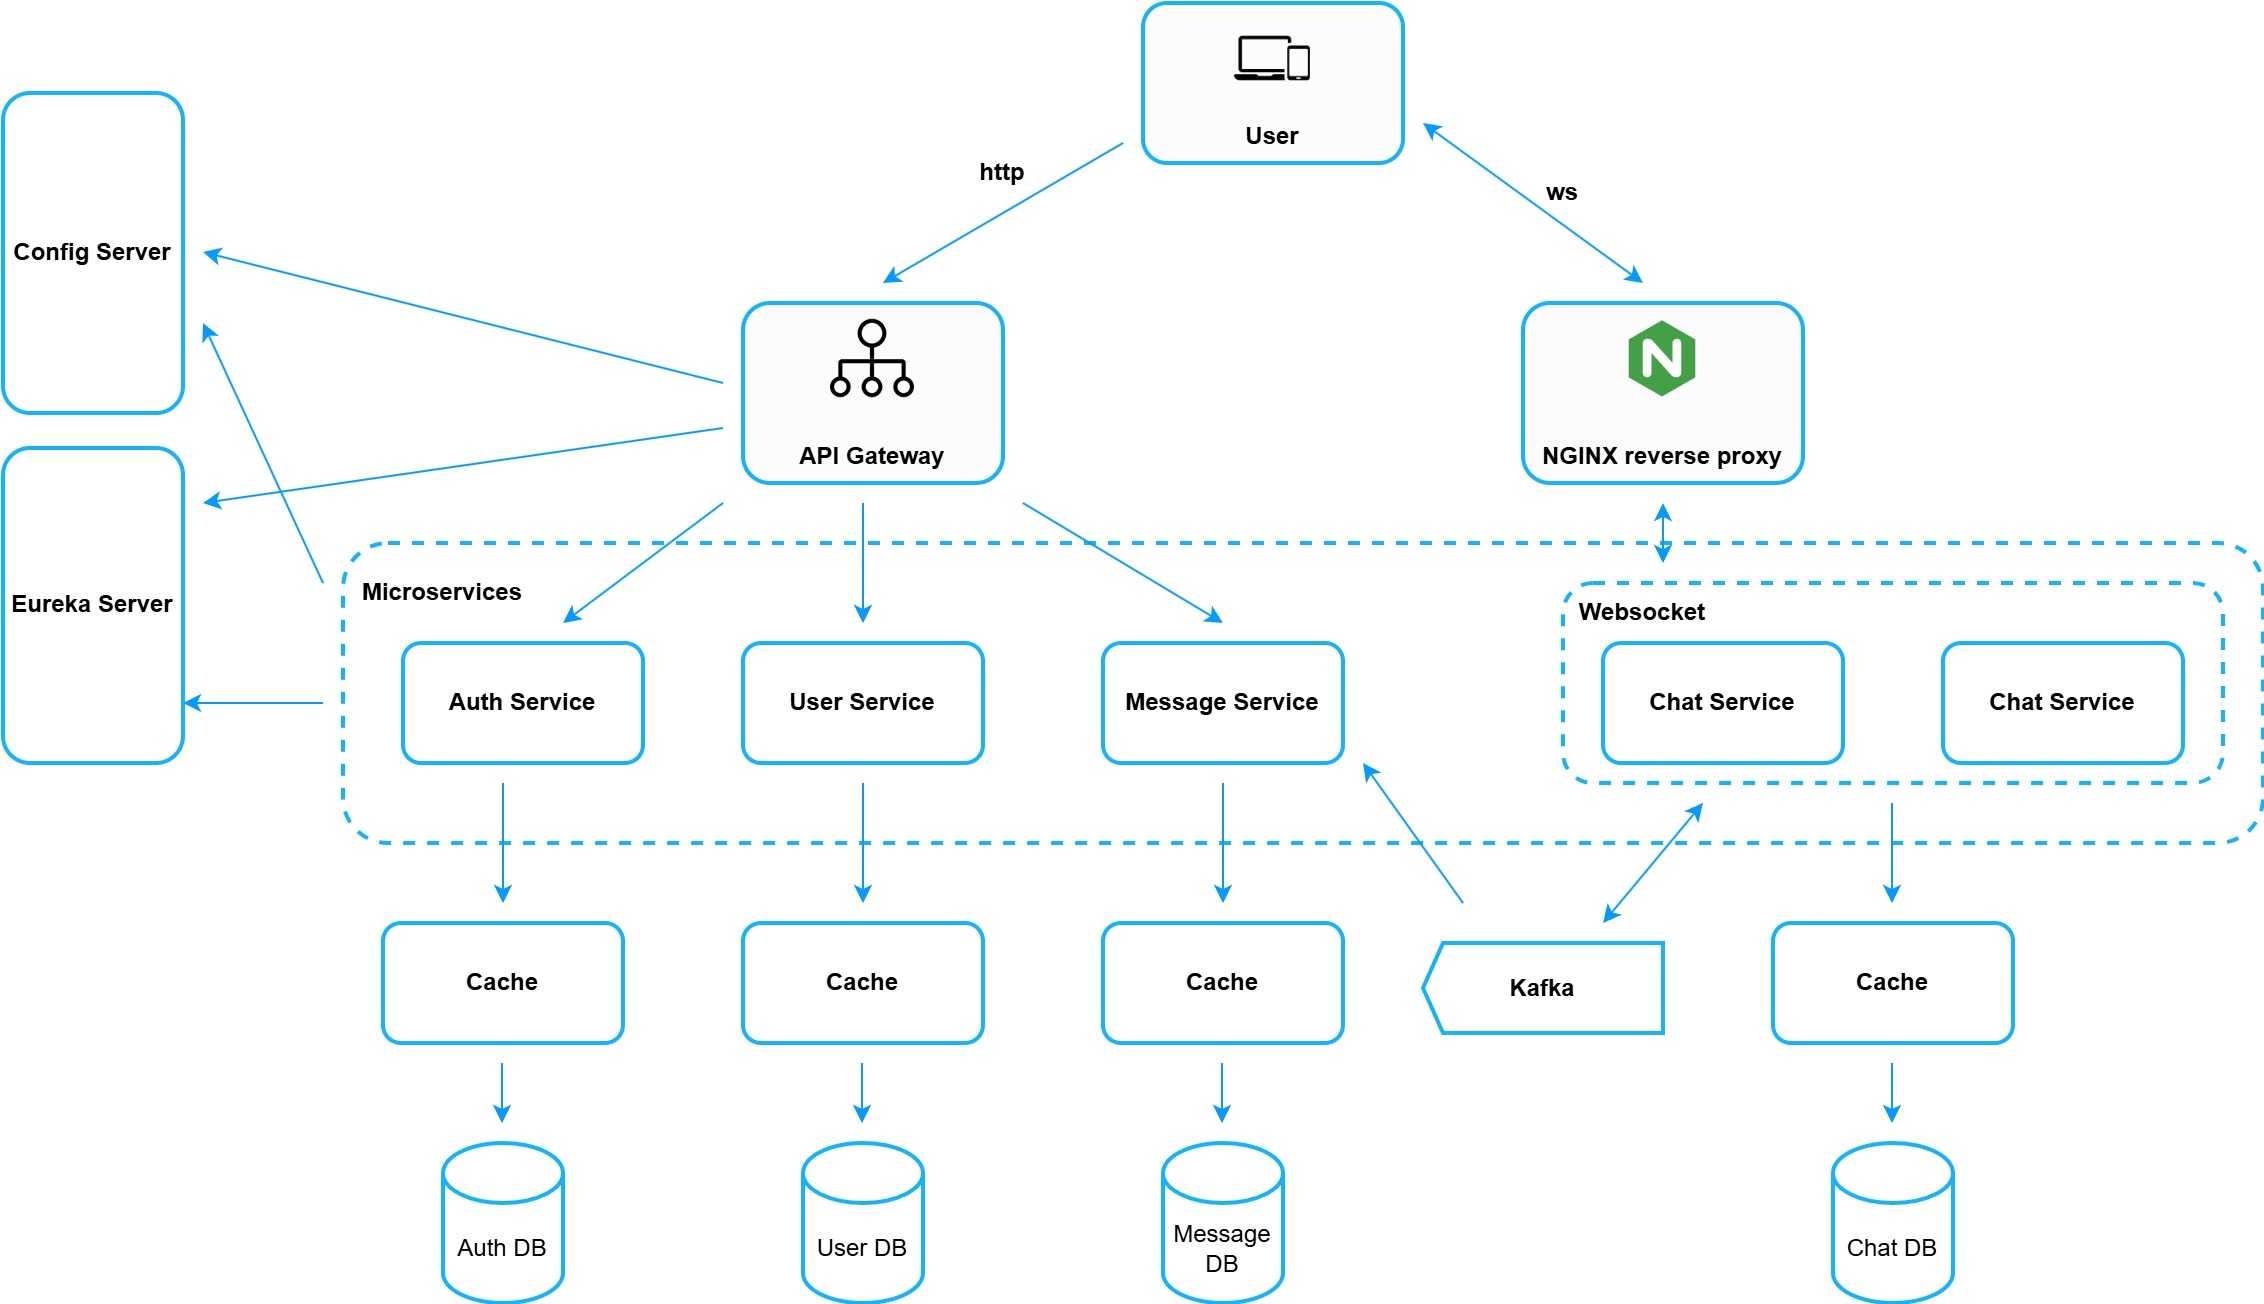 User
http
ws
Config Server
API Gateway
NGINX reverse proxy
Eureka Server
Microservices
Websocket
Auth Service
User Service
Message Service
Chat Service
Chat Service
Cache
Cache
Cache
Kafka
Cache
Auth DB
User DB
Message
DB
Chat DB